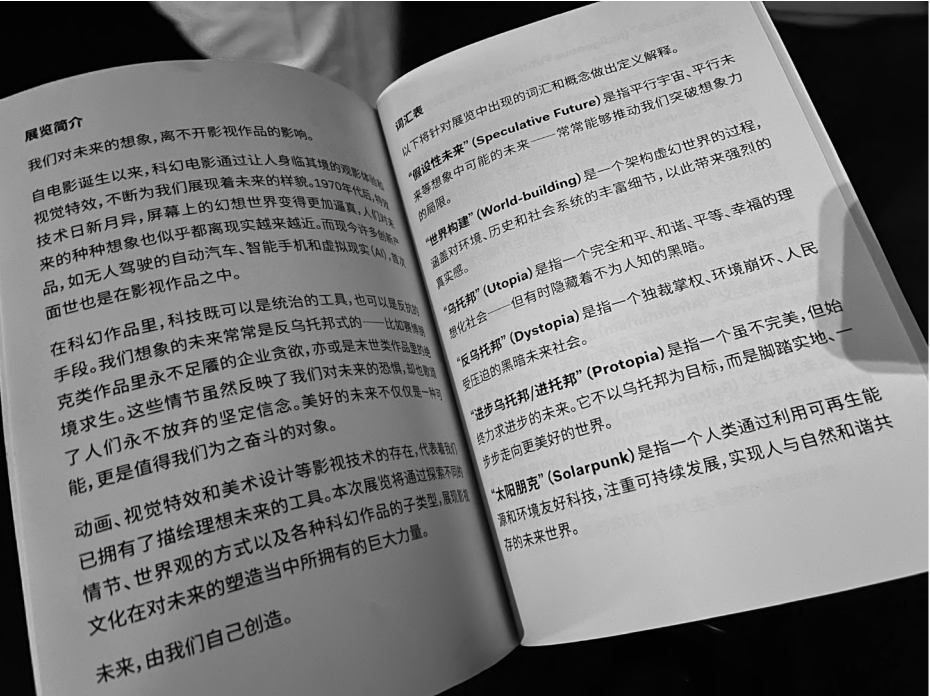 展览简介
我们对未来的想象，离不开影视作品的影响。
自电影诞生以来，科幻电影通过让人身临其境的观影体验和
视觉特效，不断为我们展现着未来的样貌。1970年代后，特效
技术日新月异，屏幕上的幻想世界变得更加逼真，人们对未
来的种种想象也似乎都离现实越来越近。而现今许多创新产
品，如无人驾驶的自动汽车、智能手机和虚拟现实（AI），首次
面世也是在影视作品之中。
在科幻作品里，科技既可以是统治的工具，也可以是反抗的
手段。我们想象的未来常常是反乌托邦式的——比如赛博朋
克类作品里永不足餍的企业贪欲，亦或是末世类作品里的绝
境求生。这些情节虽然反映了我们对未来的恐惧，却也歌颂
了人们永不放弃的坚定信念。美好的未来不仅仅是一种可
能，更是值得我们为之奋斗的对象。
动画、视觉特效和美术设计等影视技术的存在，代表着我们
已拥有了描绘理想未来的工具。本次展览将通过探索不同的
情节、世界观的方式以及各种科幻作品的子类型，展现影视
文化在对未来的塑造当中所拥有的巨大力量。
未来，由我们自己创造。
词汇表
以下将针对展览中出现的词汇和概念做出定义解释。
“假设性未来”（Speculative Future）是指平行宇宙、平行未
来等想象中可能的未来——常常能够推动我们突破想象力
的局限。
“世界构建”（World-building）是一个架构虚幻世界的过程，
涵盖对环境、历史和社会系统的丰富细节，以此带来强烈的
真实感。
“乌托邦”（Utopia）是指一个完全和平、和谐、平等、幸福的理
想化社会——但有时隐藏着不为人知的黑暗。
“反乌托邦”（Dystopia）是指一个独裁掌权、环境崩坏、人民
受压迫的黑暗未来社会。
“进步乌托邦/进托邦”（Protopia）是指一个虽不完美，但始
终力求进步的未来。它不以乌托邦为目标，而是脚踏实地、一
步步走向更美好的世界。
“太阳朋克”（Solarpunk）是指一个人类通过利用可再生能
源和环境友好科技，注重可持续发展，实现人与自然和谐共
存的未来世界。